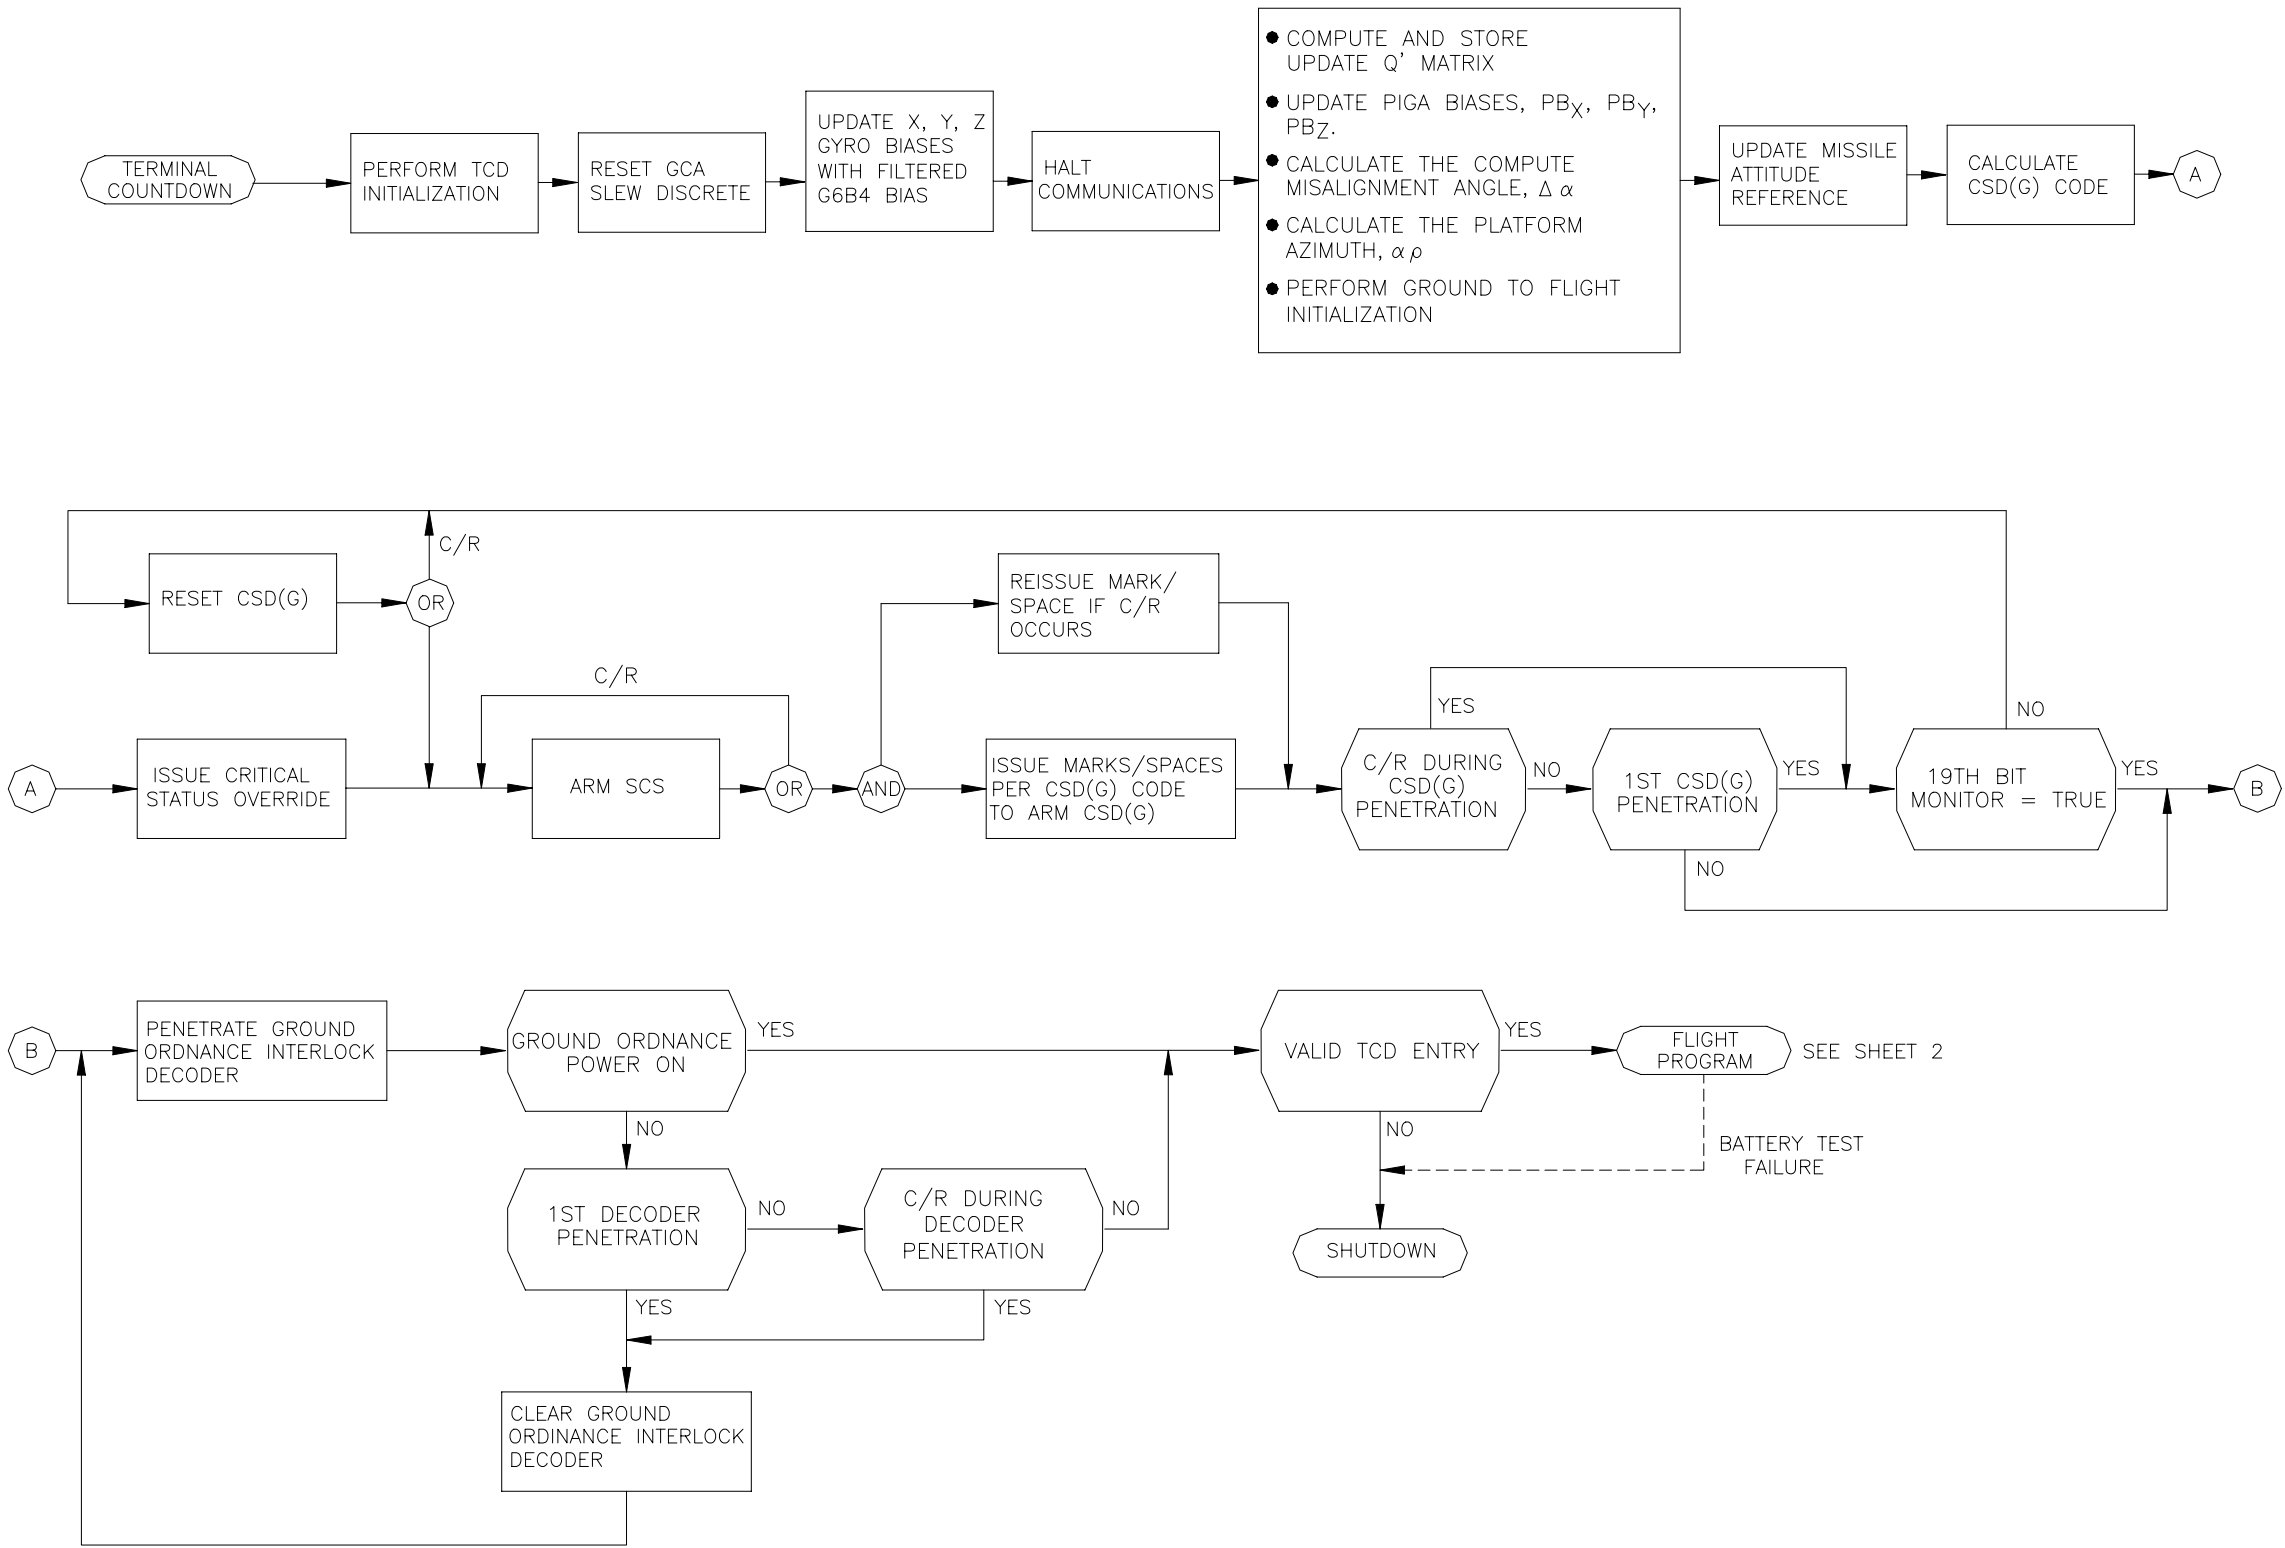 TERMINAL
COUNTDOWN
PERFORM TCD
INITIALIZATION
RESET GCA
SLEW DISCRETE
UPDATE X, Y, Z
GYRO BIASES
WITH FILTERED
G6B4 BIAS
HALT
COMMUNICATIONS
● COMPUTE AND STORE
UPDATE Q' MATRIX
● UPDATE PIGA BIASES, PBX, PBY,
PBZ.
● CALCULATE THE COMPUTE
MISALIGNMENT ANGLE, Δ α
● CALCULATE THE PLATFORM
AZIMUTH, α ρ
● PERFORM GROUND TO FLIGHT
INITIALIZATION
UPDATE MISSILE
ATTITUDE
REFERENCE
CALCULATE
CSD(G) CODE
A
RESET CSD(G)
OR
C/R
REISSUE MARK/
SPACE IF C/R
OCCURS
A
ISSUE CRITICAL
STATUS OVERRIDE
C/R
ARM SCS
OR
AND
ISSUE MARKS/SPACES
PER CSD(G) CODE
TO ARM CSD(G)
YES
C/R DURING
CSD(G)
PENETRATION
NO
1ST CSD(G)
PENETRATION
YES
NO
NO
19TH BIT
MONITOR = TRUE
YES
B
B
PENETRATE GROUND
ORDNANCE INTERLOCK
DECODER
GROUND ORDNANCE
POWER ON
YES
NO
VALID TCD ENTRY
YES
NO
FLIGHT
PROGRAM
SEE SHEET 2
BATTERY TEST
FAILURE
1ST DECODER
PENETRATION
NO
YES
C/R DURING
DECODER
PENETRATION
NO
YES
SHUTDOWN
CLEAR GROUND
ORDINANCE INTERLOCK
DECODER